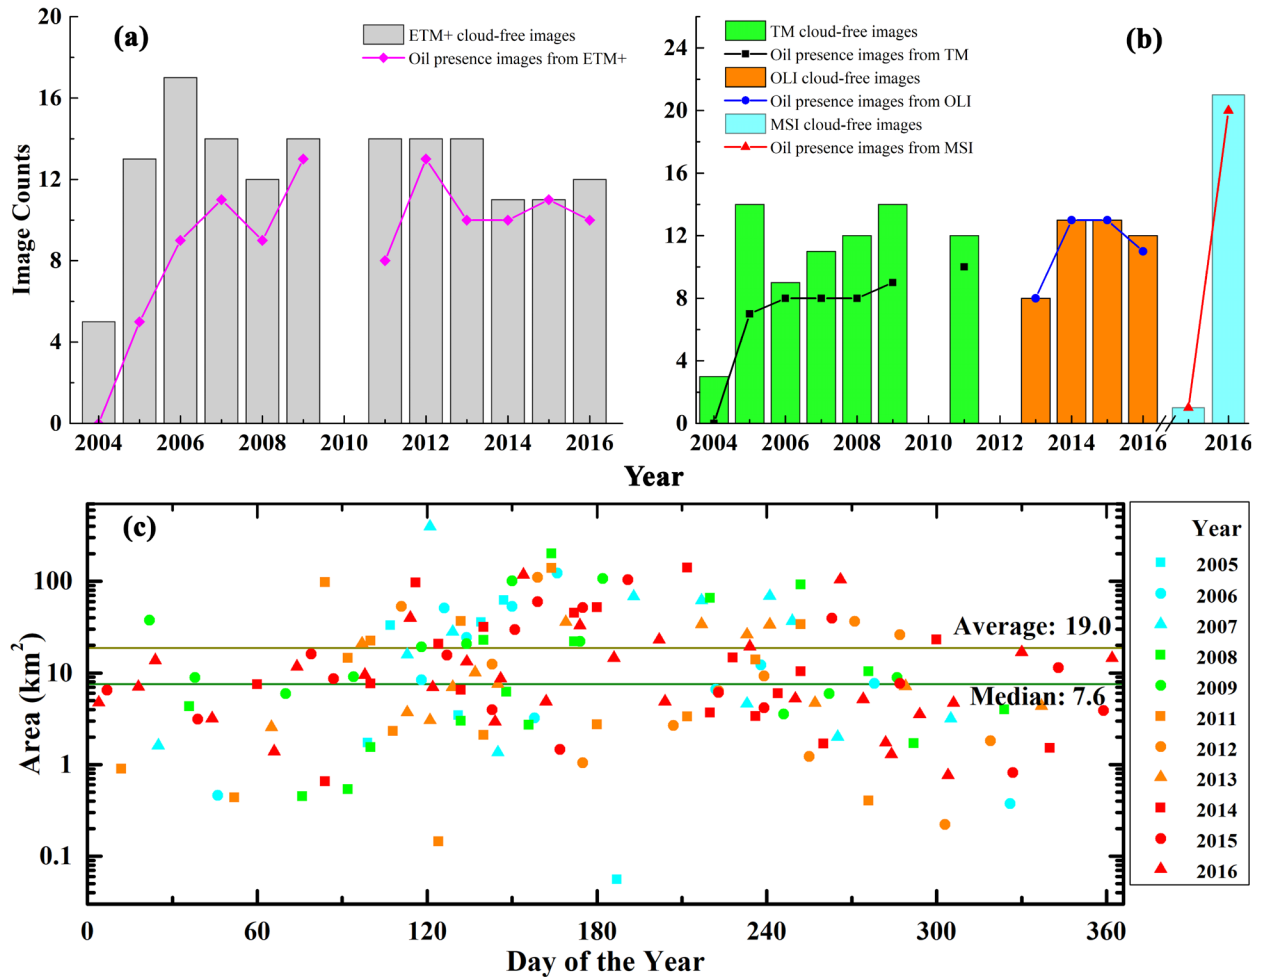 (a)
ETM+ cloud-free images
Oil presence images from ETM+
20
16
12
8
4
0
2004 2006 2008 2010 2012 2014 2016
Image Counts
(b)
TM cloud-free images
Oil presence images from TM
OLI cloud-free images
Oil presence images from OLI
MSI cloud-free images
Oil presence images from MSI
24
20
16
12
8
4
0
2004 2006 2008 2010 2012 2014 2016 2016
Year
(c)
Area (km²)
100
10
1
0.1
Average: 19.0
Median: 7.6
0 60 120 180 240 300 360
Day of the Year
Year
2005
2006
2007
2008
2009
2011
2012
2013
2014
2015
2016